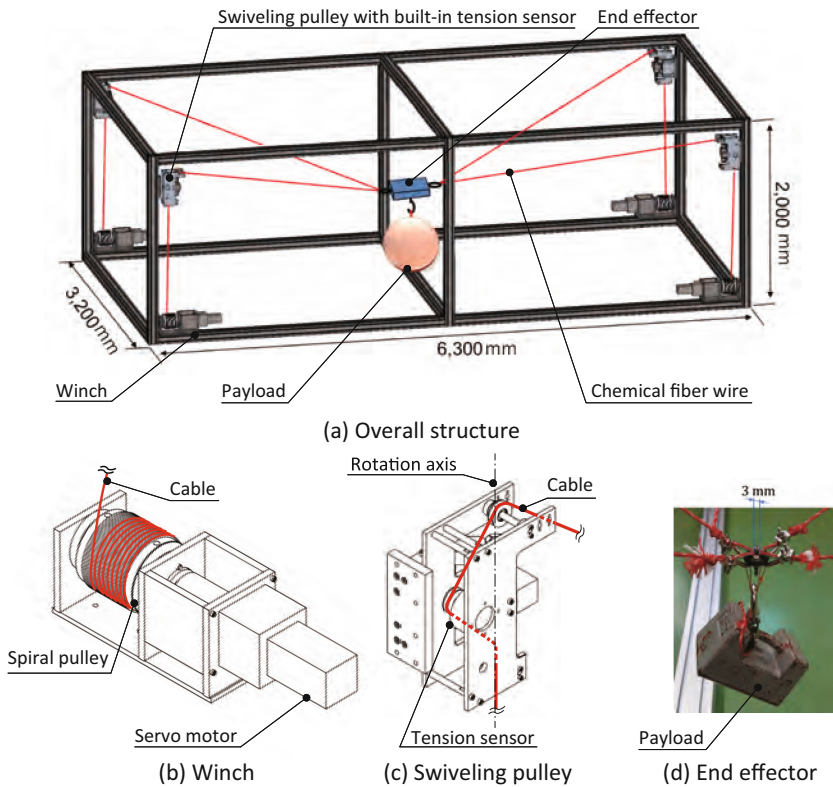 Swiveling pulley with built-in tension sensor
End effector
2,000 mm
3,200mm
6,300mm
Winch
Payload
Chemical fiber wire
(a) Overall structure
Cable
Spiral pulley
Servo motor
(b) Winch
Rotation axis
Cable
Tension sensor
(c) Swiveling pulley
3 mm
Payload
(d) End effector